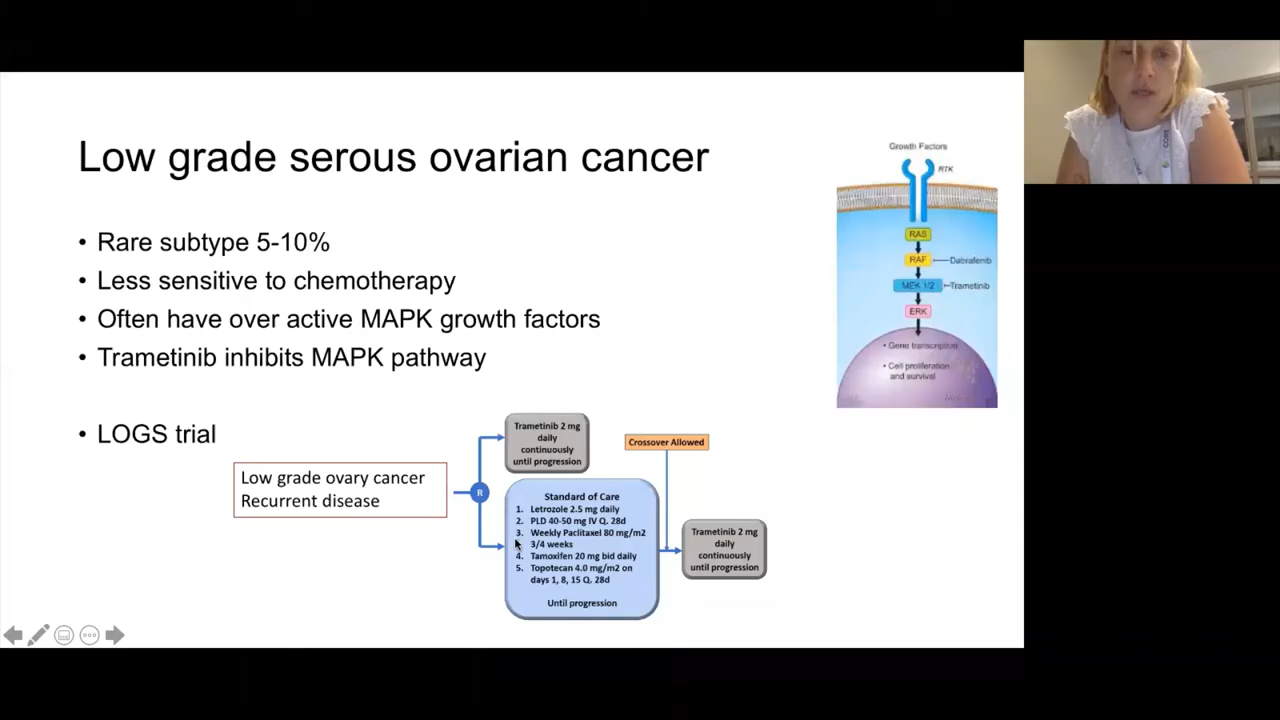 Low grade serous ovarian cancer
• Rare subtype 5-10%
• Less sensitive to chemotherapy
• Often have over active MAPK growth factors
• Trametinib inhibits MAPK pathway
• LOGS trial
Growth Factors
RTK
RAS
RAF
Dabrafenib
MEK 1/2
Trametinib
ERK
• Gene transcription
• Cell proliferation
and survival
Low grade ovary cancer
Recurrent disease
R
Trametinib 2 mg
daily
continuously
until progression
Standard of Care
1. Letrozole 2.5 mg daily
2. PLD 40-50 mg IV Q. 28d
3. Weekly Paclitaxel 80 mg/m2
3/4 weeks
4. Tamoxifen 20 mg bid daily
5. Topotecan 4.0 mg/m2 on
days 1, 8, 15 Q. 28d
Until progression
Crossover Allowed
Trametinib 2 mg
daily
continuously
until progression